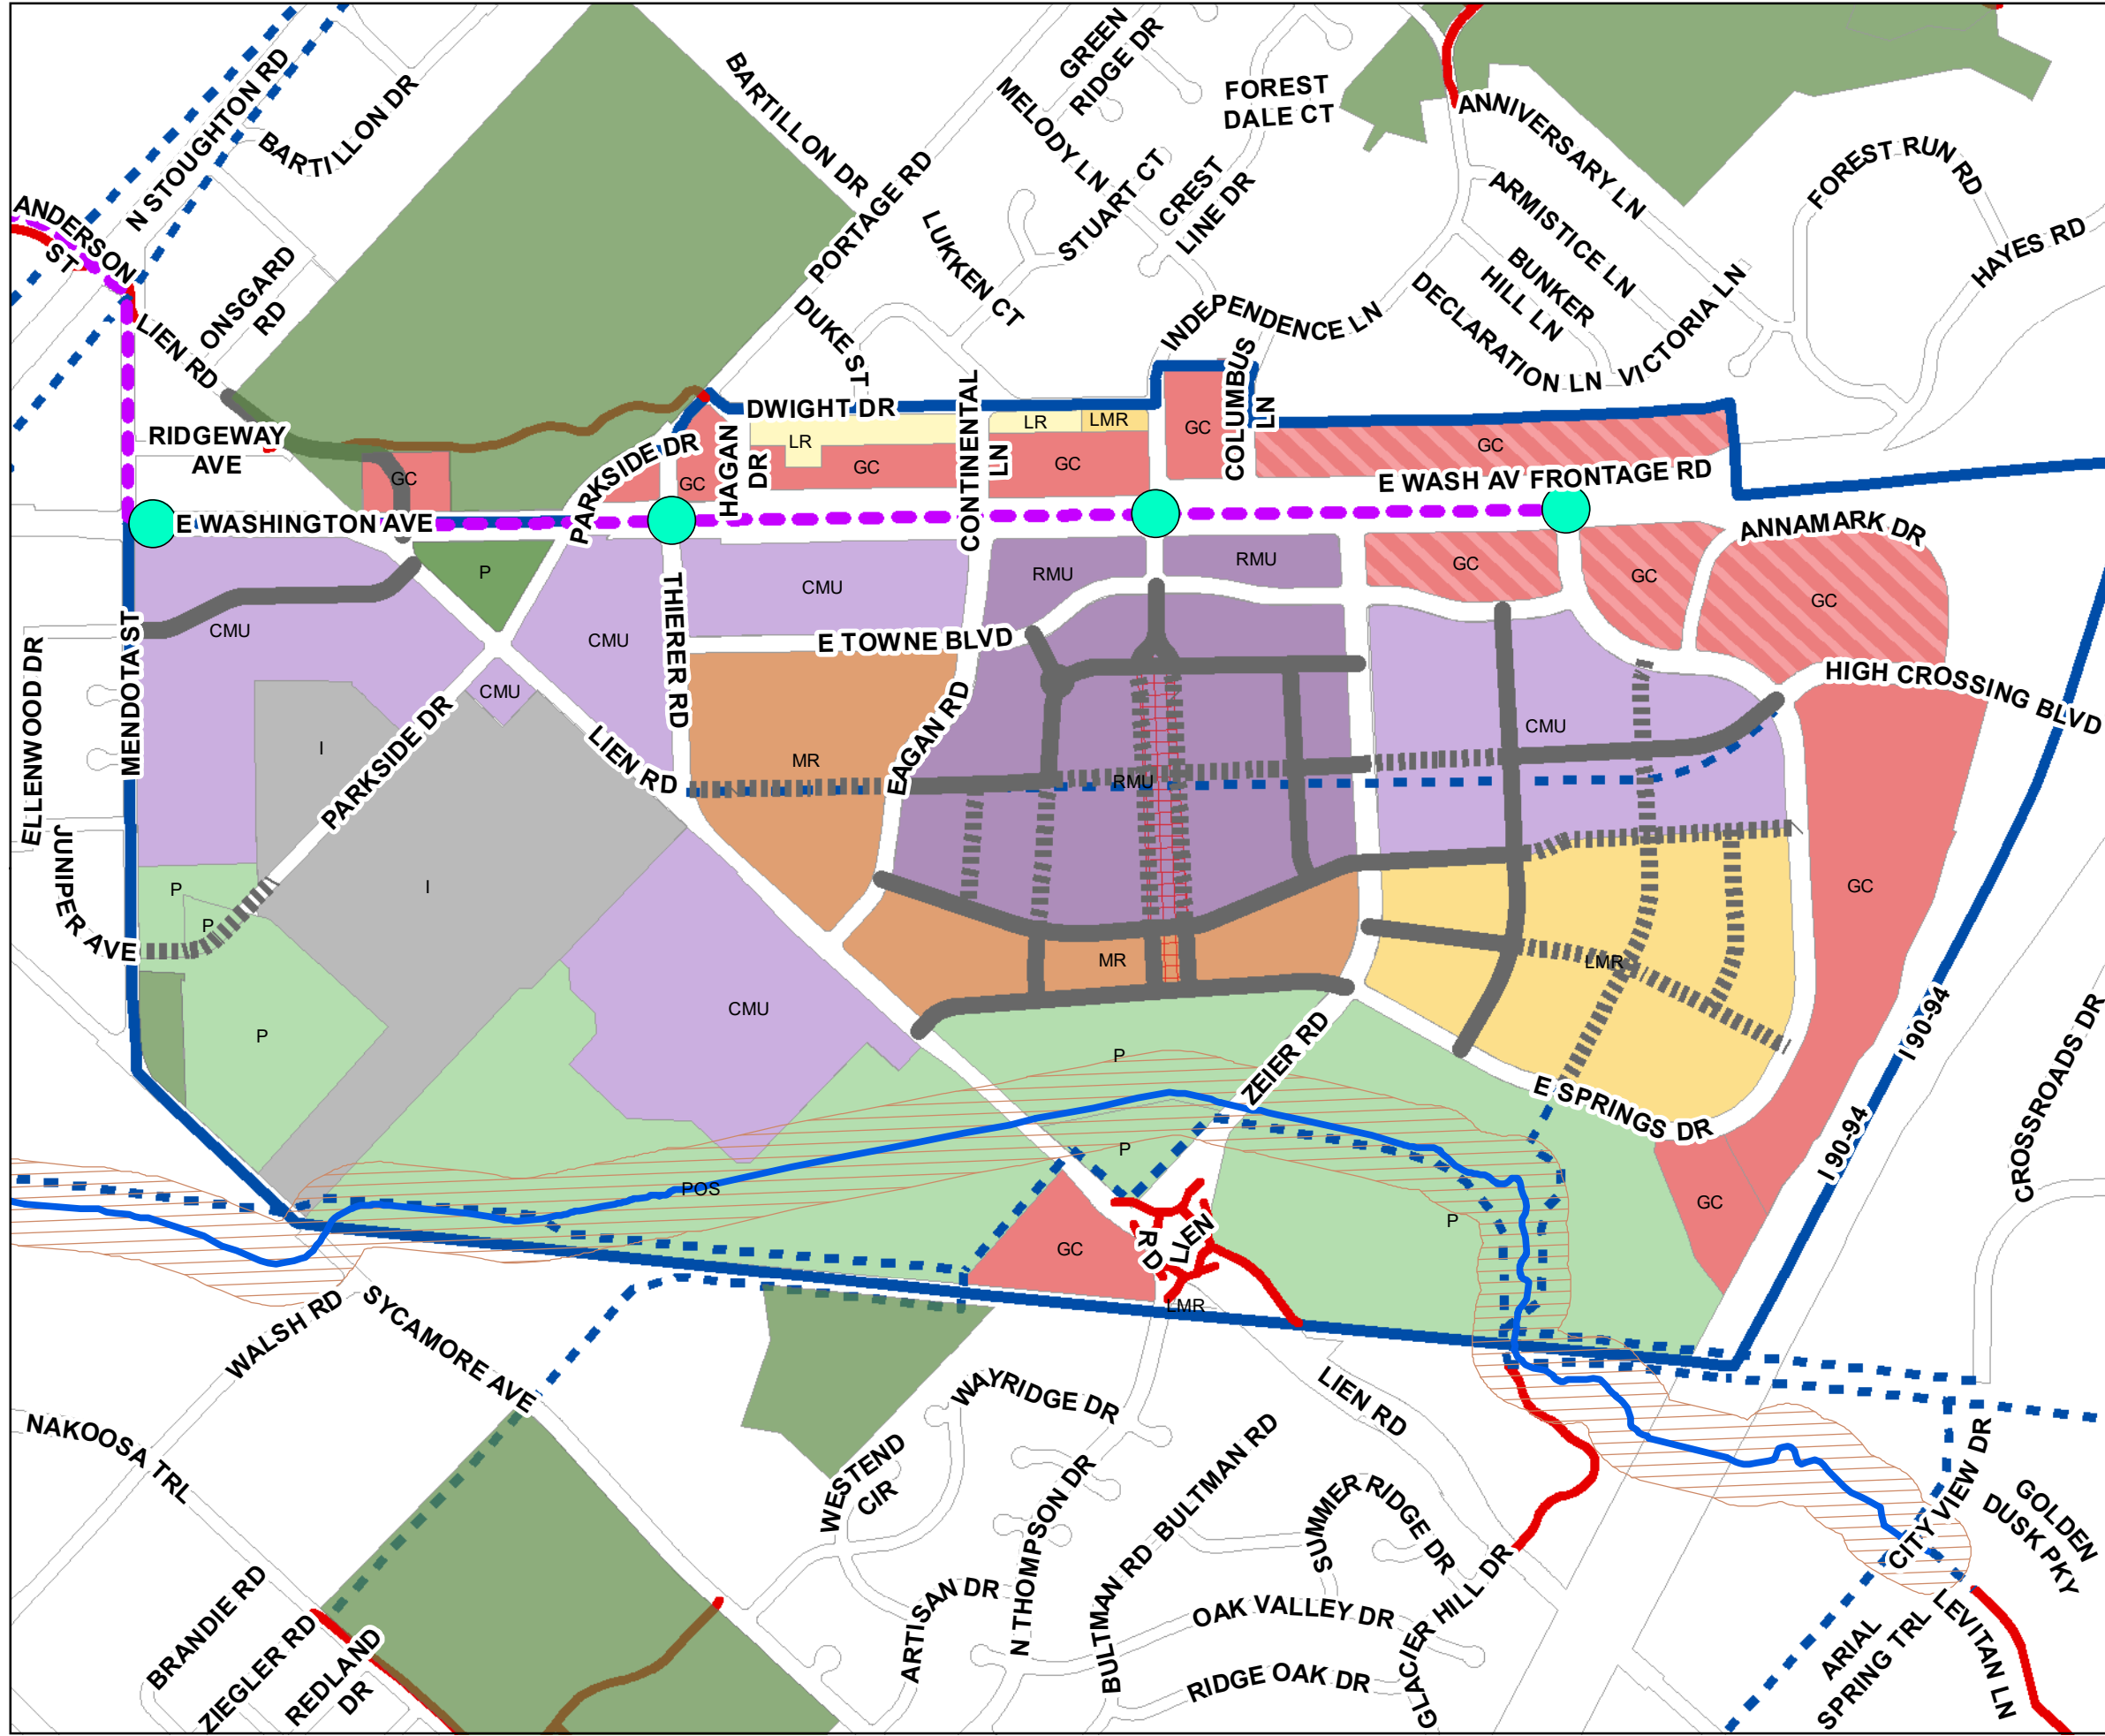 GREEN
RIDGE DR
BARTILLON DR
N STOUGHTON RD
BARTILLON DR
MELODY LN
FOREST
DALE CT
ANNIVERSARY LN
FOREST RUN RD
PORTAGE RD
STUART CT
CREST
LINE DR
ARMISTICE LN
ANDERSON
ST
LUKKEN CT
HAYES RD
ONSGARD
RD
BUNKER
HILL LN
DUKE ST
INDEPENDENCE LN
DECLARATION LN
VICTORIA LN
LIEN RD
COLUMBUS
LN
DWIGHT DR
CONTINENTAL
LN
LR
LMR
GC
RIDGEWAY
AVE
PARKSIDE DR
HAGAN
DR
LR
GC
GC
GC
GC
GC
E WASH AV FRONTAGE RD
E WASHINGTON AVE
ANNAMARK DR
P
CMU
RMU
RMU
GC
GC
GC
THIERER RD
CMU
CMU
E TOWNE BLVD
ELLENWOOD DR
MENDOTA ST
CMU
EAGAN RD
HIGH CROSSING BLVD
CMU
I
PARKSIDE DR
LIEN RD
MR
RMU
JUNIPER AVE
P
I
P
GC
MR
LMR
P
CMU
P
ZEIER RD
I 90-94
E SPRINGS DR
CROSSROADS DR
P
I 90-94
POS
P
GC
GC
LIEN
RD
LMR
WALSH RD
SYCAMORE AVE
WAYRIDGE DR
LIEN RD
NAKOOSA TRL
WESTEND
CIR
N THOMPSON DR
BULTMAN RD
SUMMER RIDGE DR
CITY VIEW DR
GOLDEN
DUSK PKY
BRANDIE RD
ZIEGLER RD
REDLAND
DR
ARTISAN DR
BULTMAN RD
OAK VALLEY DR
RIDGE OAK DR
GLACIER HILL DR
ARIAL
SPRING TRL
LEVITAN LN